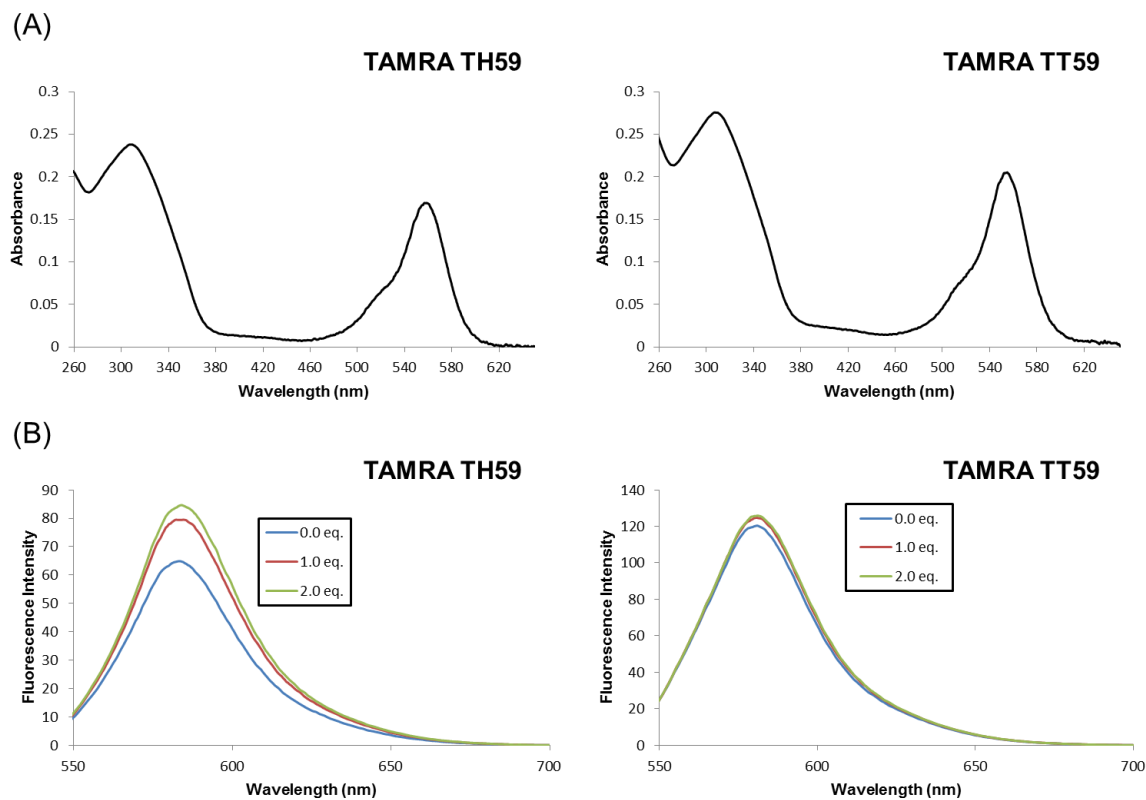 (A)
TAMRA TH59
0.3
0.25
0.2
0.15
0.1
0.05
0
Absorbance
260 300 340 380 420 460 500 540 580 620
Wavelength (nm)
TAMRA TT59
0.3
0.25
0.2
0.15
0.1
0.05
0
Absorbance
260 300 340 380 420 460 500 540 580 620
Wavelength (nm)
(B)
TAMRA TH59
90
80
70
60
50
40
30
20
10
0
Fluorescence Intensity
0.0 eq.
1.0 eq.
2.0 eq.
550 600 650 700
Wavelength (nm)
TAMRA TT59
140
120
100
80
60
40
20
0
Fluorescence Intensity
0.0 eq.
1.0 eq.
2.0 eq.
550 600 650 700
Wavelength (nm)